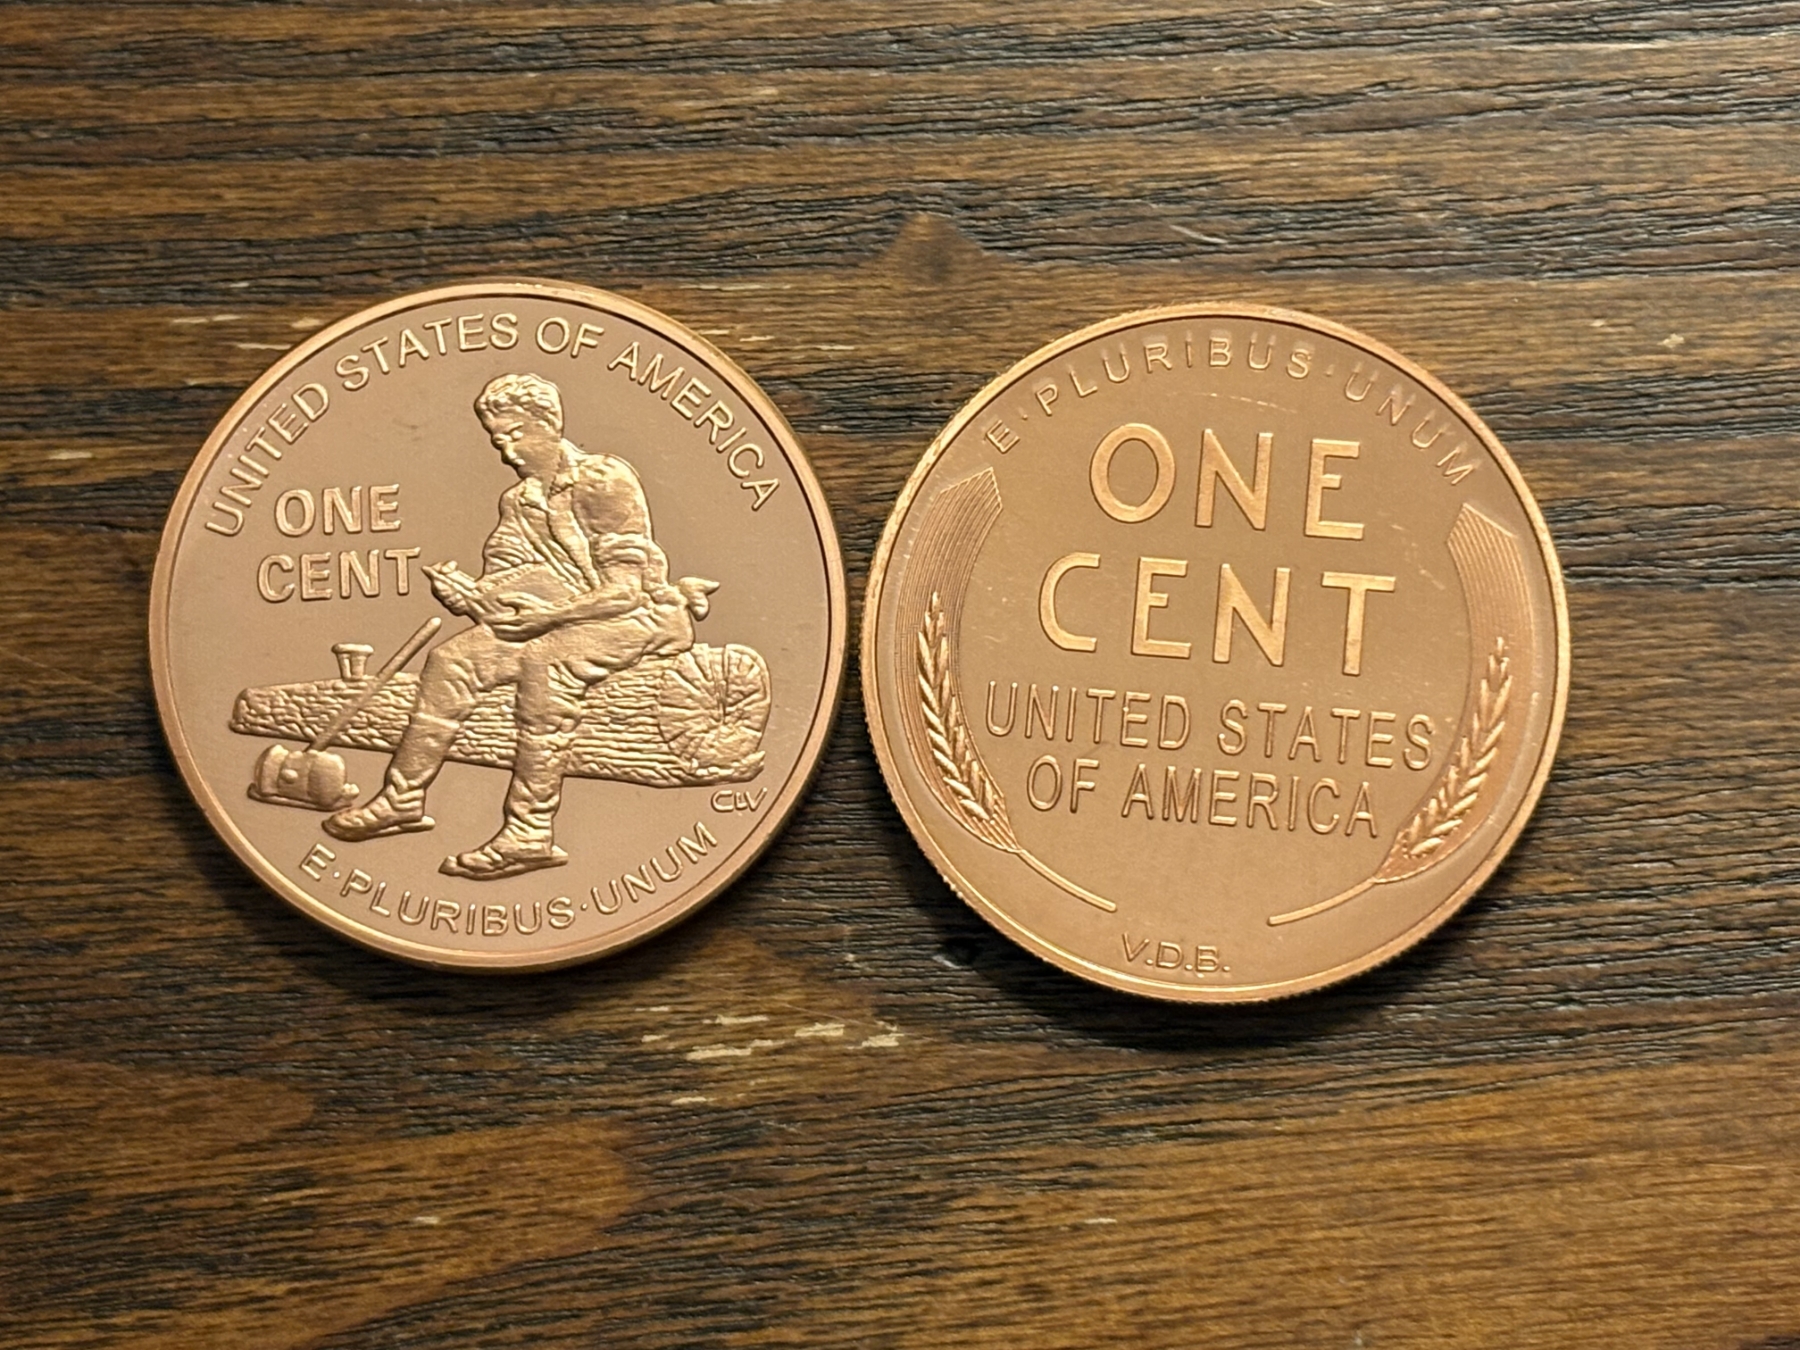 UNITED STATES OF AMERICA
ONE
CENT
CLV
E·PLURIBUS·UNUM
E·PLURIBUS·UNUM
ONE
CENT
UNITED STATES
OF AMERICA
V.D.B.